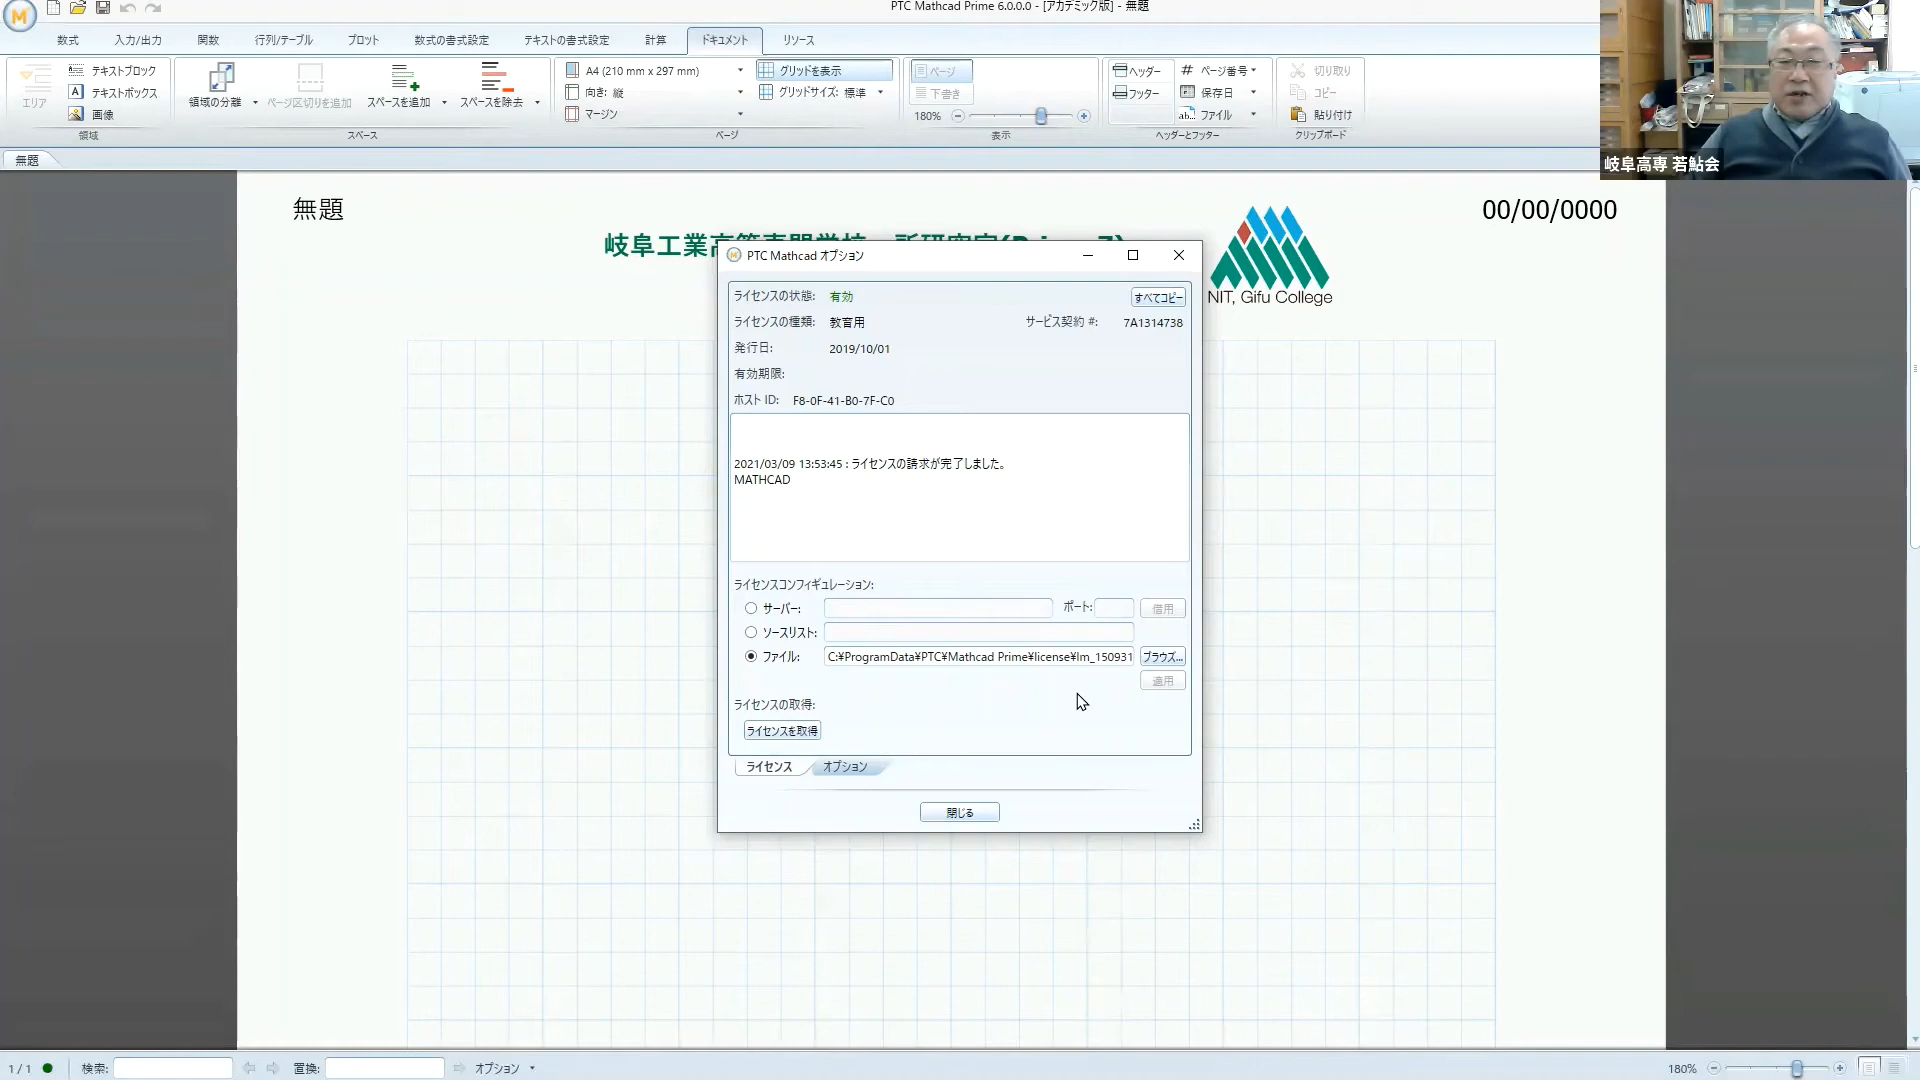 PTC Mathcad Prime 6.0.0.0 - [アカデミック版] - 無題
数式 入力/出力 関数 行列/テーブル プロット 数式の書式設定 テキストの書式設定 計算 ドキュメント リソース
エリア
テキストブロック
テキストボックス
画像
領域
領域の分離 ページ区切りを追加 スペースを追加 スペースを除去
スペース
A4 (210 mm x 297 mm)
向き: 縦
マージン
グリッドを表示
グリッドサイズ: 標準
ページ
ページ
下書き
180%
表示
ヘッダー
フッター
# ページ番号
保存日
ab.. ファイル
ヘッダーとフッター
切り取り
コピー
貼り付け
クリップボード
岐阜高専 若鮎会
無題
無題
00/00/0000
岐阜工業高
NIT, Gifu College
PTC Mathcad オプション
ライセンスの状態: 有効 すべてコピー
ライセンスの種類: 教育用 サービス契約 #: 7A1314738
発行日: 2019/10/01
有効期限:
ホスト ID: F8-0F-41-B0-7F-C0
2021/03/09 13:53:45 : ライセンスの請求が完了しました。
MATHCAD
ライセンスコンフィギュレーション:
サーバー: ポート: 借用
ソースリスト:
ファイル: C:¥ProgramData¥PTC¥Mathcad Prime¥license¥lm_150931 ブラウズ...
適用
ライセンスの取得:
ライセンスを取得
ライセンス オプション
閉じる
1 / 1 検索: 置換: オプション 180%